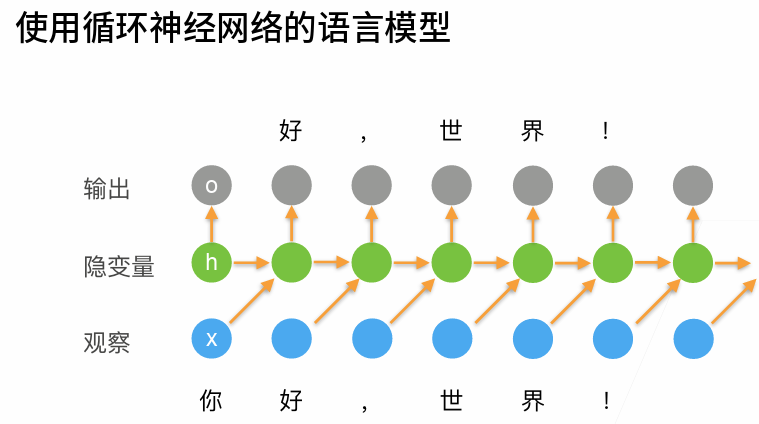 使用循环神经网络的语言模型
好 , 世 界 !
输出 o
隐变量 h
观察 x
你 好 , 世 界 !